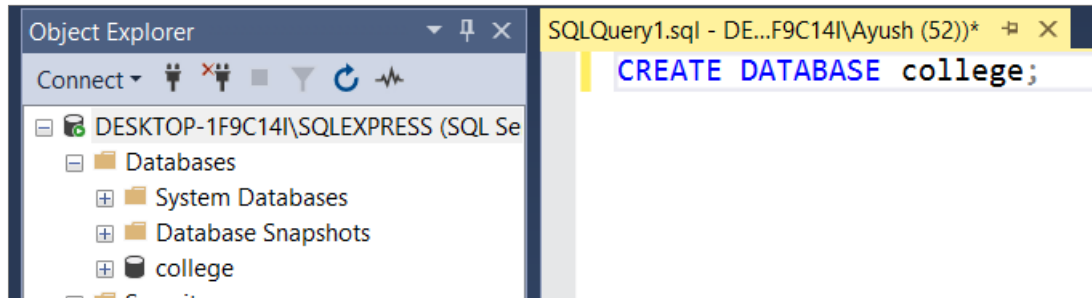 Object Explorer
Connect
DESKTOP-1F9C14I\SQLEXPRESS (SQL Se
Databases
System Databases
Database Snapshots
college
SQLQuery1.sql - DE...F9C14I\Ayush (52))*
CREATE DATABASE college;